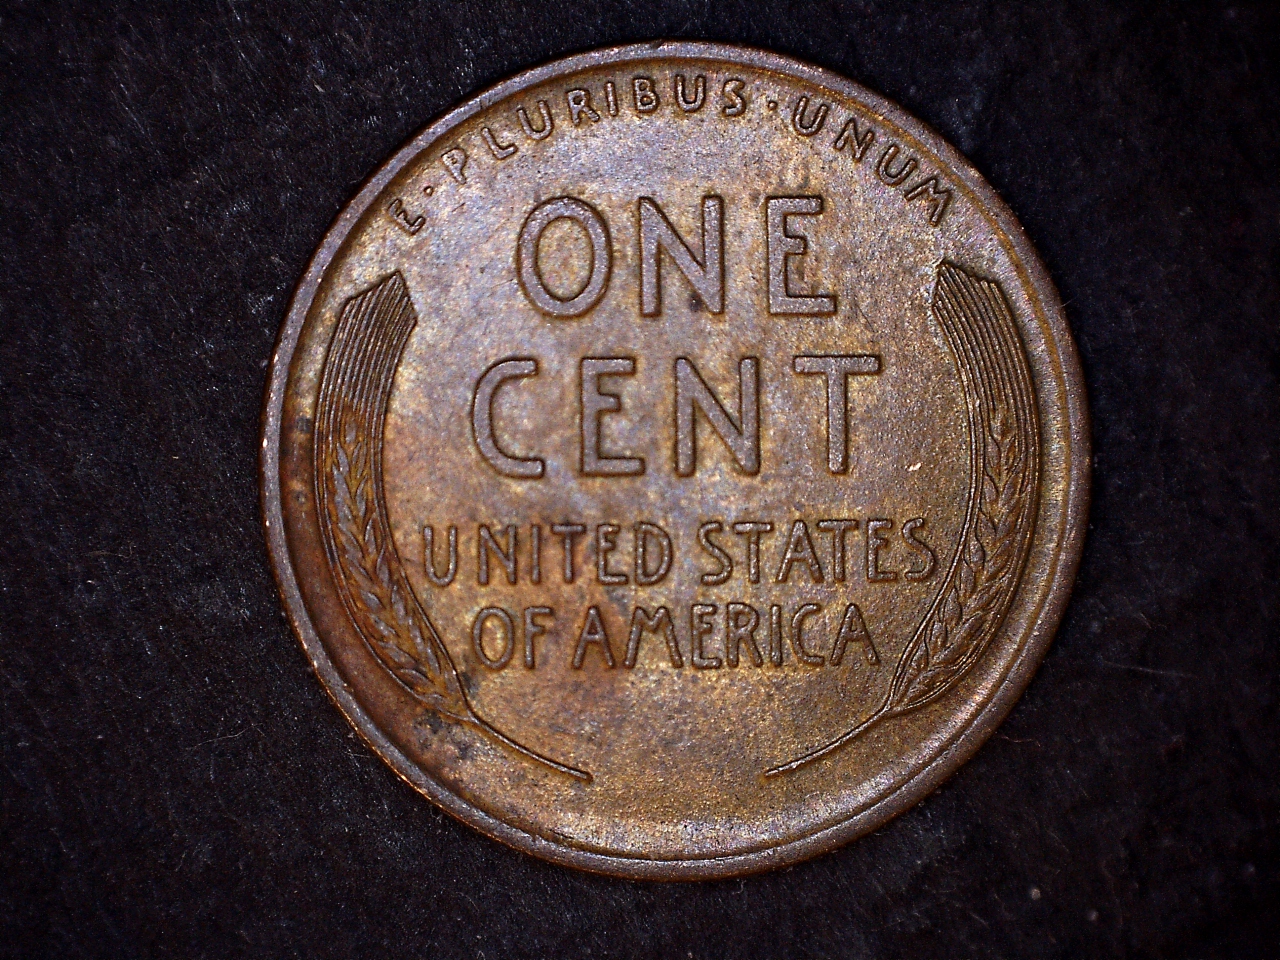 E·PLURIBUS·UNUM
ONE
CENT
UNITED STATES
OF AMERICA